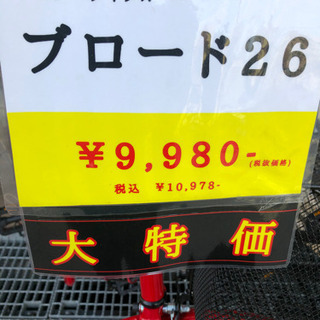 ブロード26
¥9,980-(税抜価格)
税込 ¥10,978-
大特価